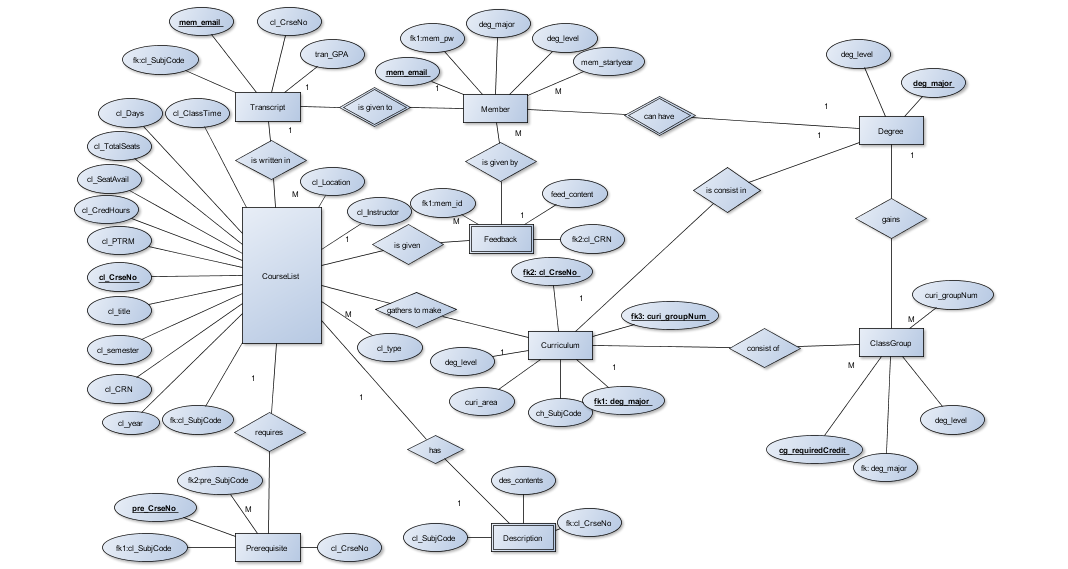 mem_email
cl_CrseNo
deg_major
fk1:mem_pw
deg_level
deg_level
fk:cl_SubjCode
tran_GPA
mem_startyear
mem_email
deg_major
1
1
M
Transcript
is given to
Member
can have
1
cl_Days
cl_ClassTime
1
M
1
Degree
cl_TotalSeats
is written in
is given by
1
cl_SeatAvail
cl_Location
M
is consist in
feed_content
cl_CredHours
cl_Instructor
fk1:mem_id
M
1
gains
cl_PTRM
1
is given
Feedback
fk2:cl_CRN
cl_CrseNo
CourseList
fk2: cl_CrseNo
1
curi_groupNum
cl_title
gathers to make
M
fk3: curi_groupNum
M
cl_semester
cl_type
Curriculum
consist of
ClassGroup
deg_level
1
1
M
cl_CRN
1
1
curi_area
ch_SubjCode
fk1: deg_major
cl_year
fk:cl_SubjCode
deg_level
requires
has
cg_requiredCredit
fk: deg_major
fk2:pre_SubjCode
des_contents
pre_CrseNo
M
1
fk:cl_CrseNo
fk1:cl_SubjCode
Prerequisite
cl_CrseNo
cl_SubjCode
Description